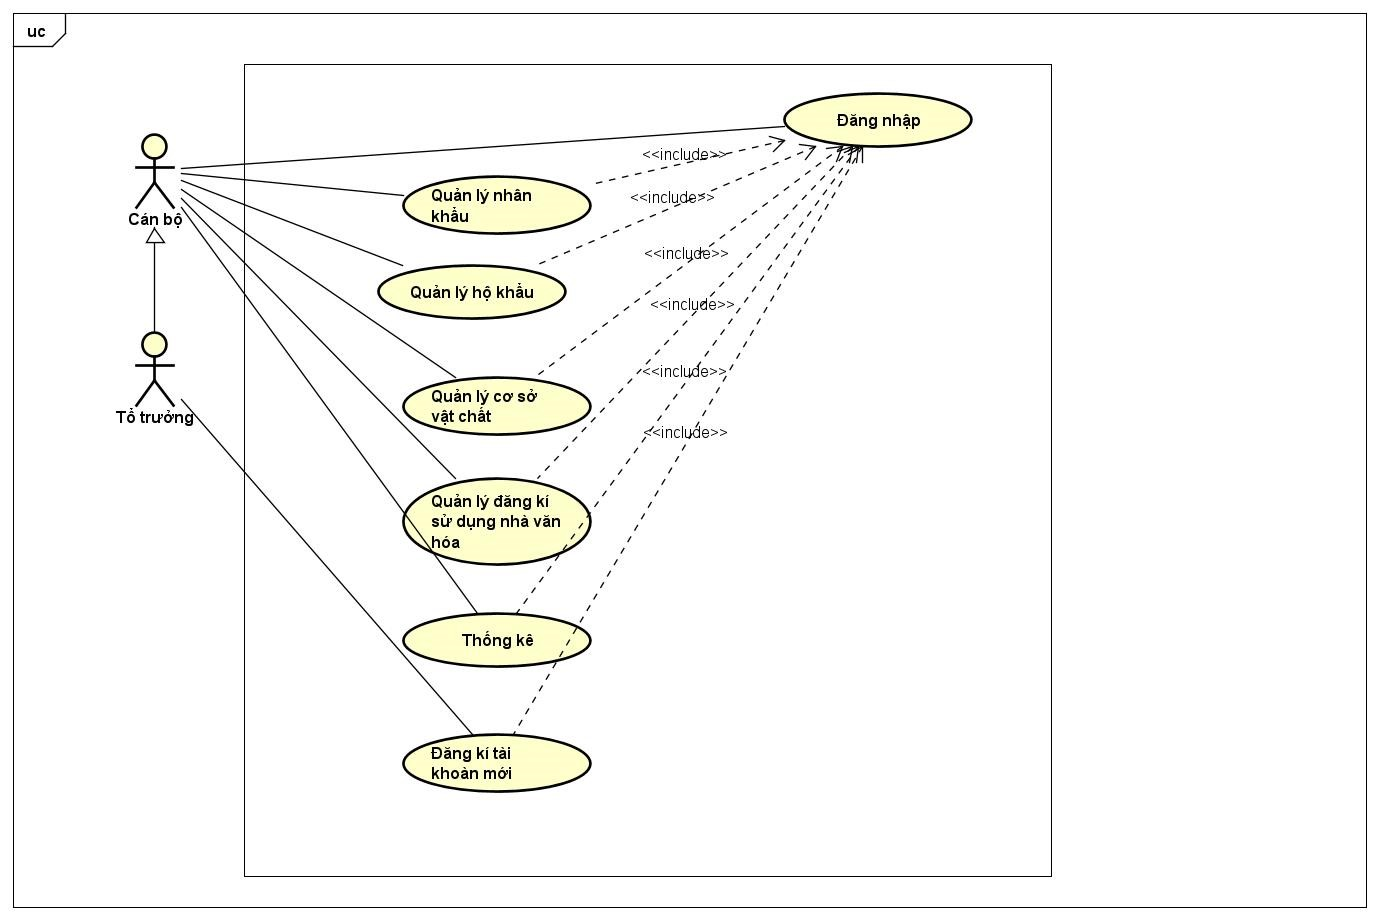 uc
Đăng nhập
<<include>>
Quản lý nhân
khẩu
<<include>>
Cán bộ
<<include>>
Quản lý hộ khẩu
<<include>>
<<include>>
Quản lý cơ sở
vật chất
Tổ trưởng
<<include>>
Quản lý đăng kí
sử dụng nhà văn
hóa
Thống kê
Đăng kí tài
khoàn mới